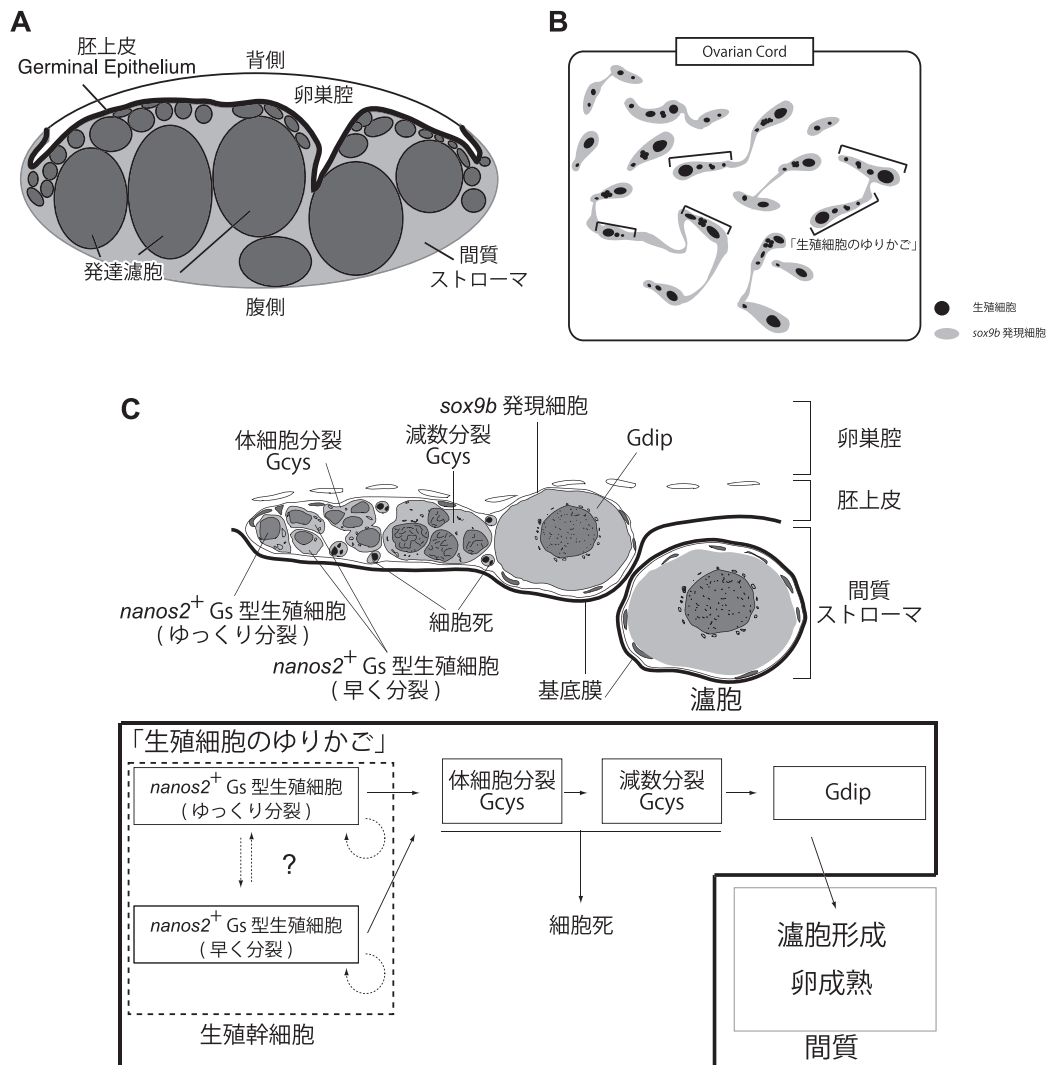 A
胚上皮
Germinal Epithelium
背側
卵巣腔
発達濾胞
間質
ストローマ
腹側
B
Ovarian Cord
「生殖細胞のゆりかご」
生殖細胞
sox9b 発現細胞
C
sox9b 発現細胞
体細胞分裂
Gcys
減数分裂
Gcys
Gdip
卵巣腔
胚上皮
間質
ストローマ
nanos2+ Gs 型生殖細胞
( ゆっくり分裂 )
細胞死
nanos2+ Gs 型生殖細胞
( 早く分裂 )
基底膜
濾胞
「生殖細胞のゆりかご」
nanos2+ Gs 型生殖細胞
( ゆっくり分裂 )
体細胞分裂
Gcys
減数分裂
Gcys
Gdip
?
nanos2+ Gs 型生殖細胞
( 早く分裂 )
細胞死
生殖幹細胞
濾胞形成
卵成熟
間質